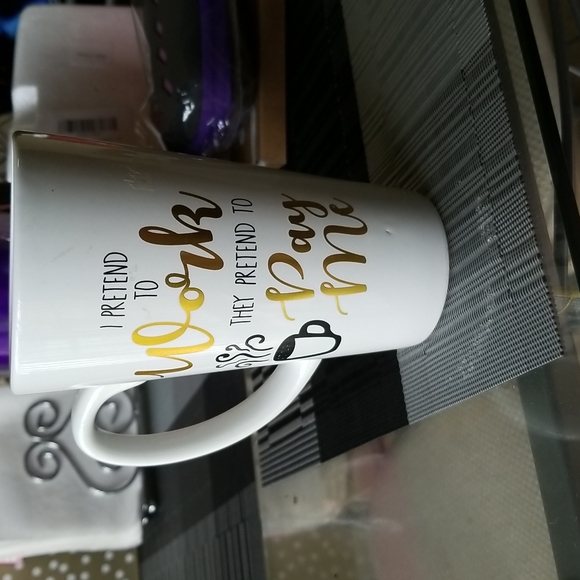 I PRETEND
TO
Work
THEY PRETEND TO
Pay
Me